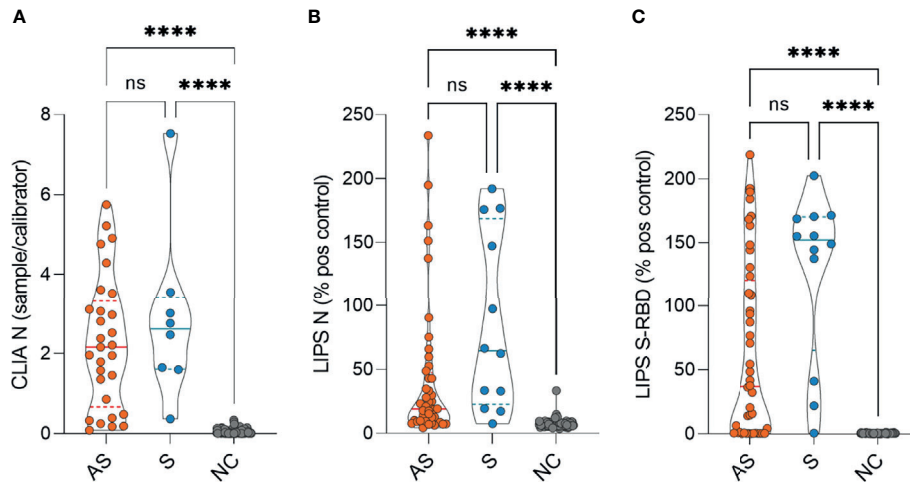 A
****
ns
****
CLIA N (sample/calibrator)
8
6
4
2
0
AS
S
NC
B
****
ns
****
LIPS N (% pos control)
250
200
150
100
50
0
AS
S
NC
C
****
ns
****
LIPS S-RBD (% pos control)
250
200
150
100
50
0
AS
S
NC